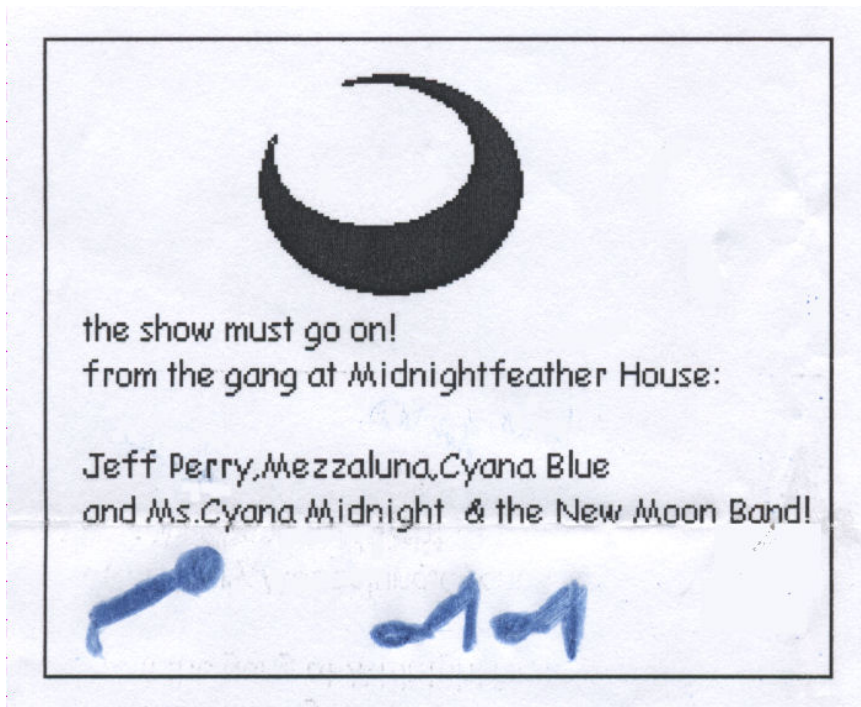 the show must go on!
from the gang at Midnightfeather House:
Jeff Perry,Mezzaluna,Cyana Blue
and Ms.Cyana Midnight & the New Moon Band!